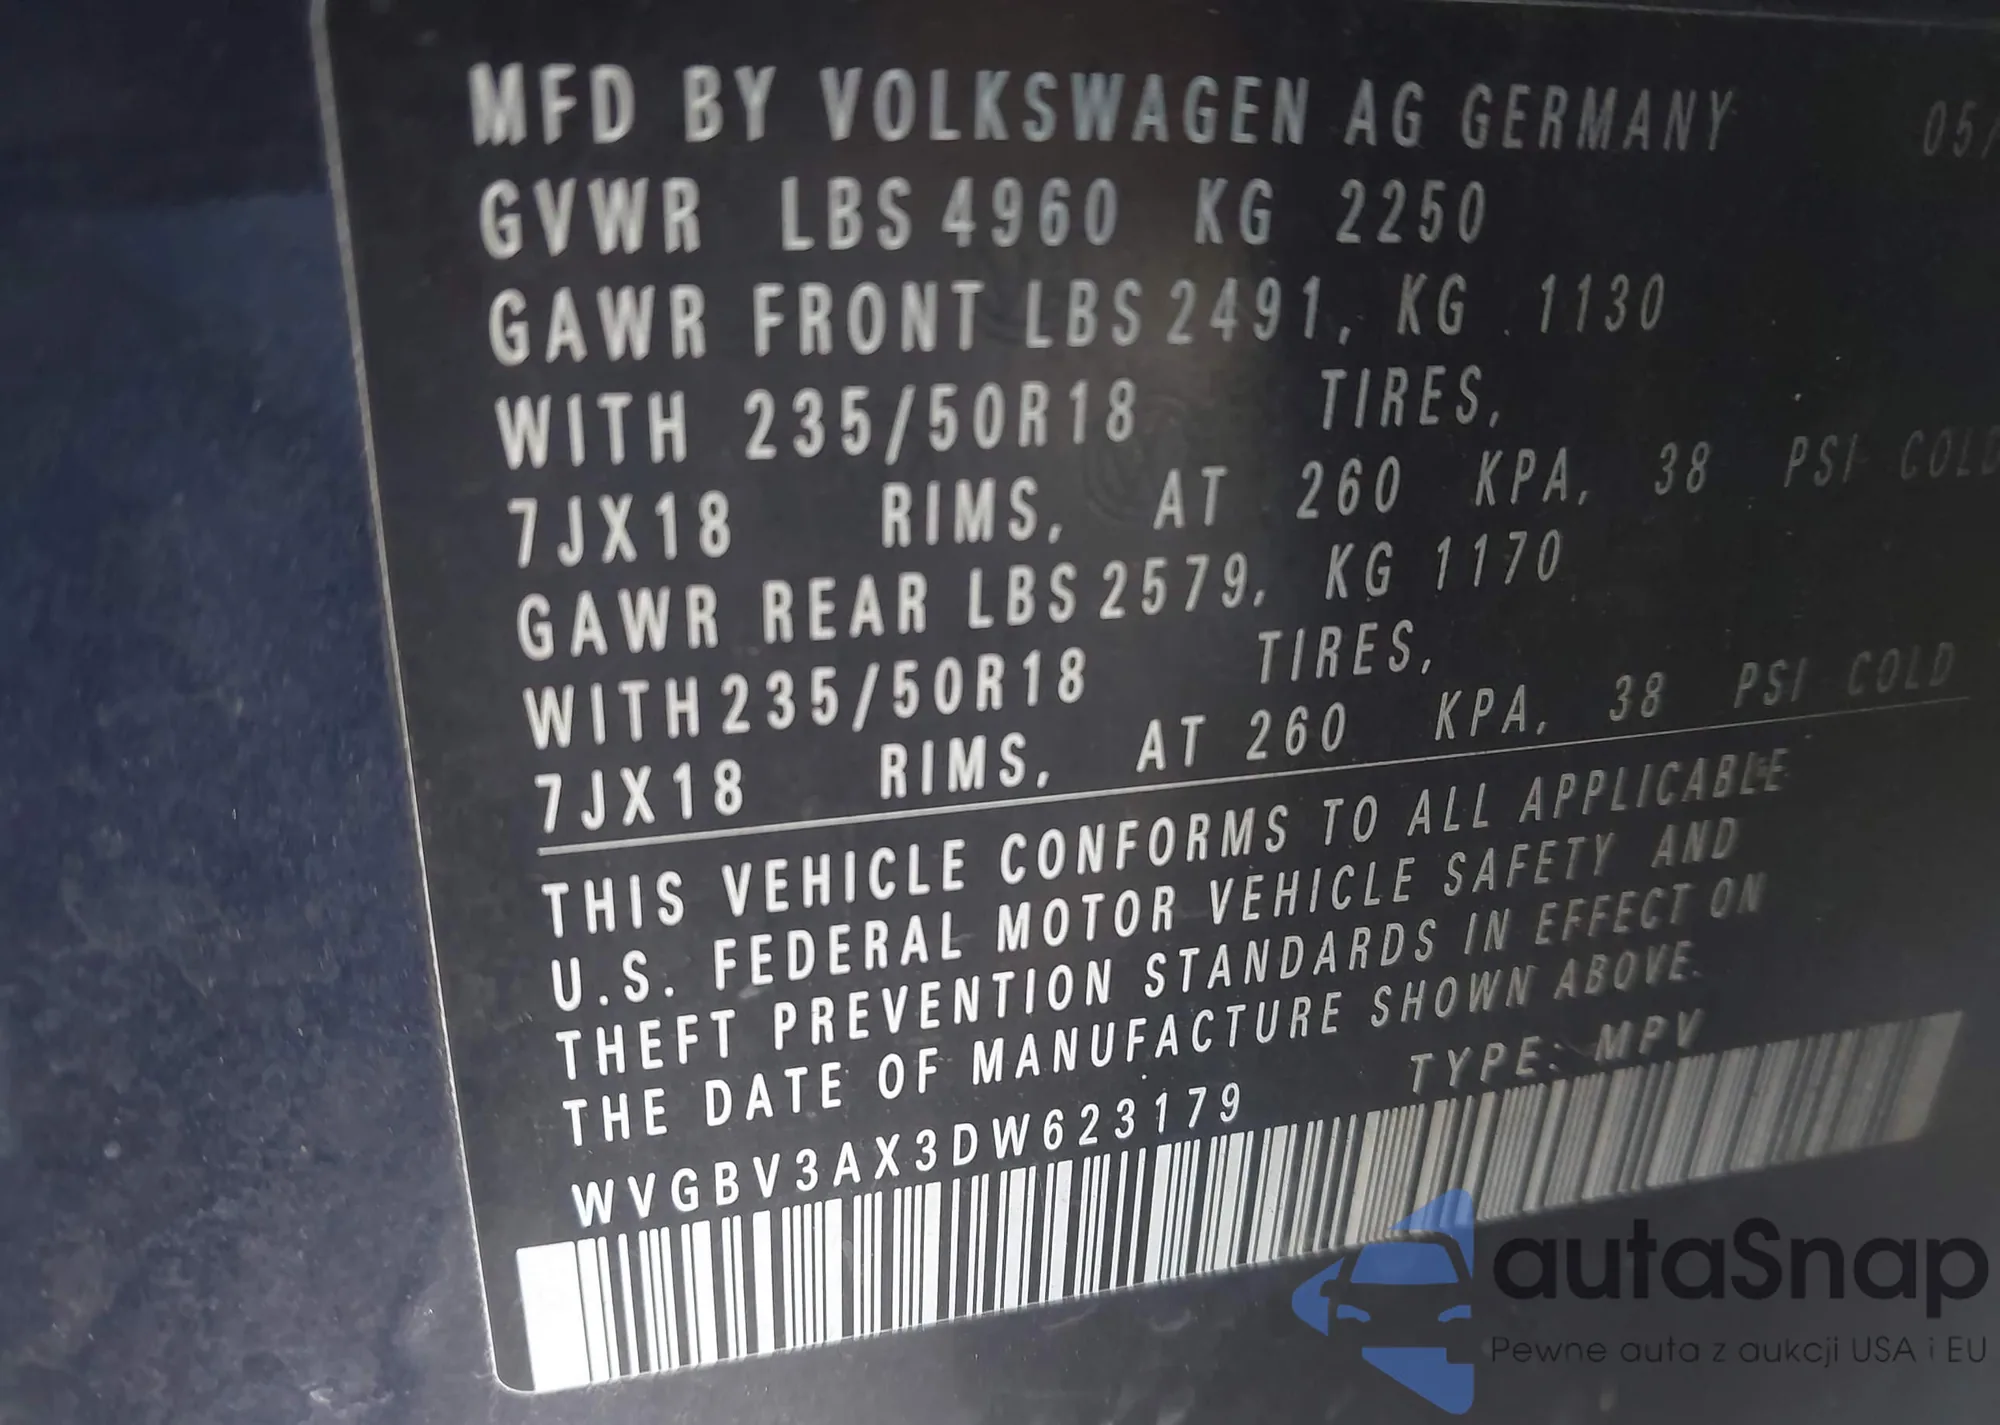 MFD BY VOLKSWAGEN AG GERMANY 05/
GVWR LBS 4960 KG 2250
GAWR FRONT LBS 2491, KG 1130
WITH 235/50R18 TIRES,
7JX18 RIMS, AT 260 KPA, 38 PSI COLD
GAWR REAR LBS 2579, KG 1170
WITH 235/50R18 TIRES,
7JX18 RIMS, AT 260 KPA, 38 PSI COLD
THIS VEHICLE CONFORMS TO ALL APPLICABLE
U.S. FEDERAL MOTOR VEHICLE SAFETY AND
THEFT PREVENTION STANDARDS IN EFFECT ON
THE DATE OF MANUFACTURE SHOWN ABOVE.
WVGBV3AX3DW623179 TYPE: MPV
autaSnap
Pewne auta z aukcji USA i EU